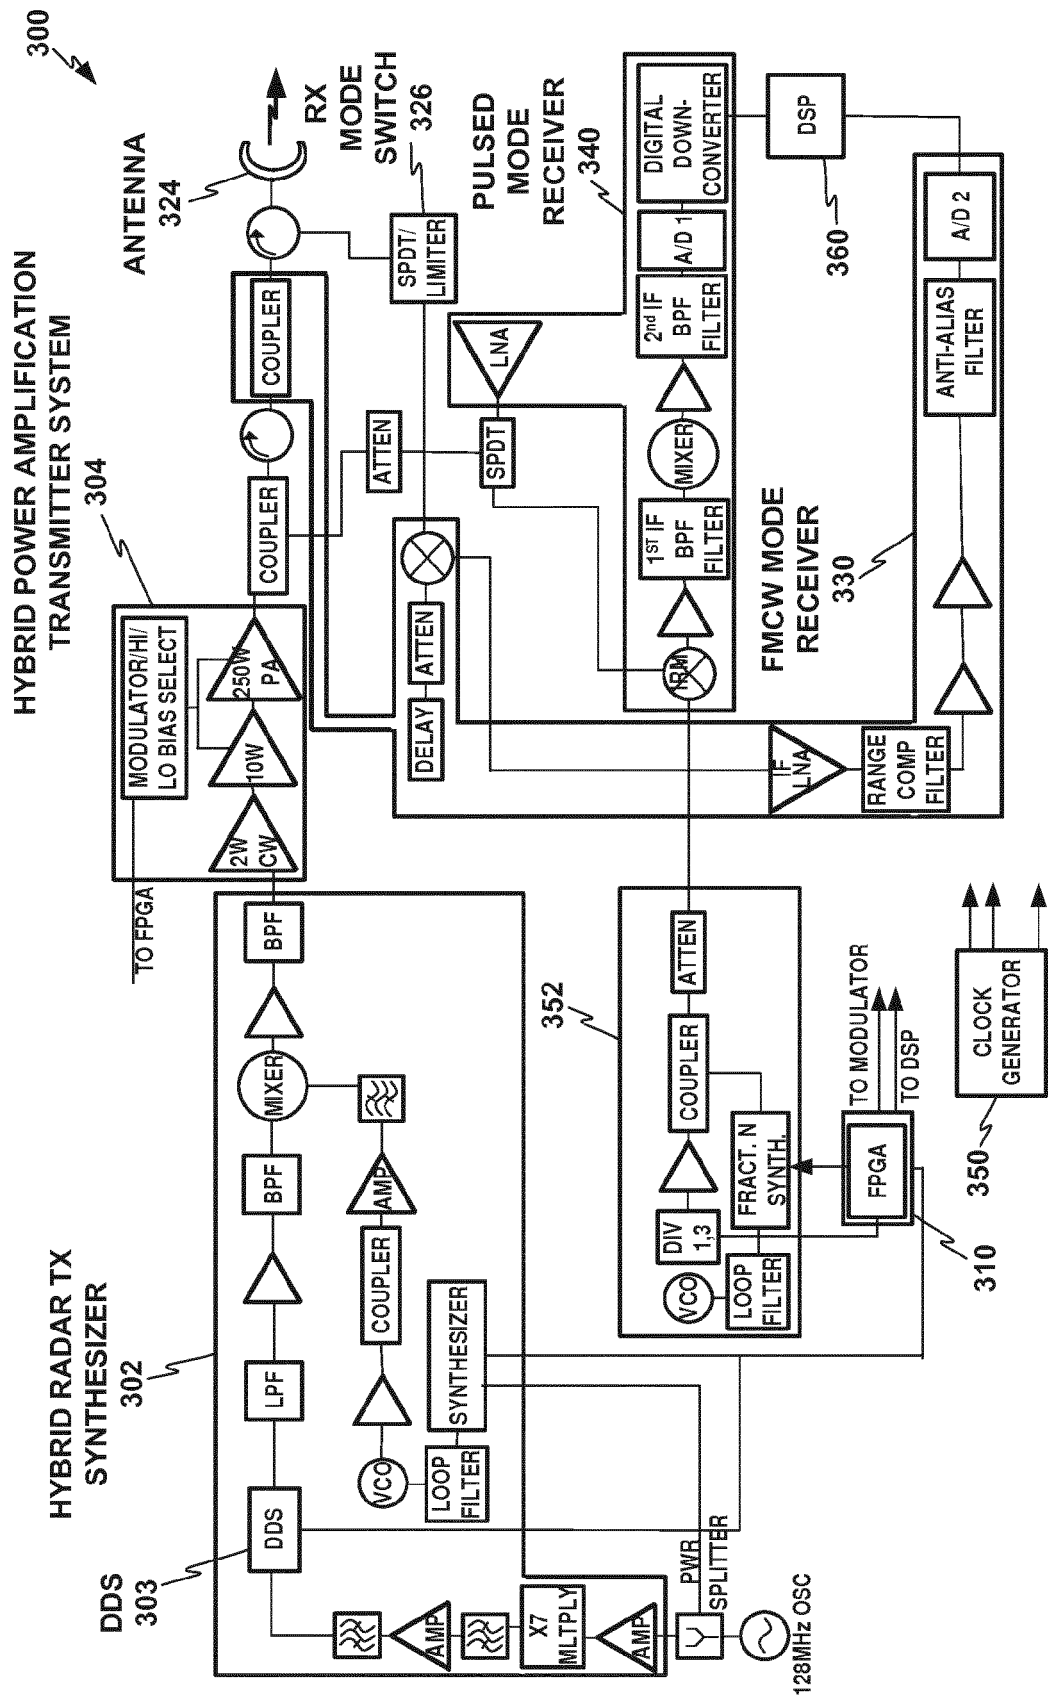 300
HYBRID POWER AMPLIFICATION
TRANSMITTER SYSTEM
304
ANTENNA
324
RX
MODE
SWITCH
326
PULSED
MODE
RECEIVER
340
HYBRID RADAR TX
SYNTHESIZER
302
DDS
303
TO FPGA
MODULATOR/HI/
LO BIAS SELECT
2W
CW
10W
250W
PA
COUPLER
COUPLER
SPDT/
LIMITER
ATTEN
SPDT
LNA
DDS
LPF
BPF
MIXER
BPF
VCO
LOOP
FILTER
COUPLER
AMP
SYNTHESIZER
AMP
X7
MLTPLY
AMP
PWR
SPLITTER
128MHz OSC
DELAY
ATTEN
IRM
1ST IF
BPF
FILTER
MIXER
2nd IF
BPF
FILTER
A/D 1
DIGITAL
DOWN-
CONVERTER
DSP
360
FMCW MODE
RECEIVER
330
IF
LNA
RANGE
COMP
FILTER
ANTI-ALIAS
FILTER
A/D 2
352
VCO
LOOP
FILTER
DIV
1,3
FRACT. N
SYNTH.
COUPLER
ATTEN
FPGA
310
TO MODULATOR
TO DSP
CLOCK
GENERATOR
350